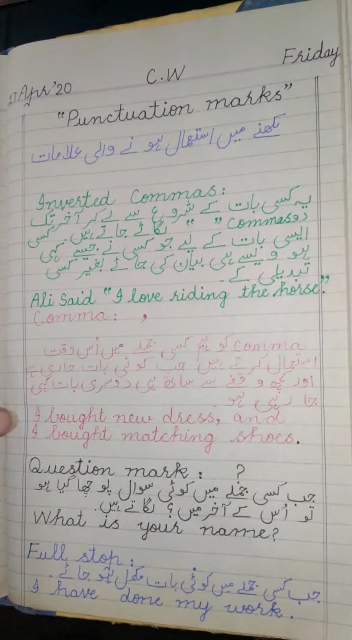 17 Apr'20 C.W Friday
"Punctuation marks"
لکھنے میں استعمال ہونے والی علامات
Inverted Commas:
یہ کسی بات کے شروع سے لے کر آخر تک
دو commas " " لگائے جاتے ہیں۔ کسی
ایسی بات کے لیے جو کسی نے جیسے کہی
ہو ویسے ہی بیان کی جائے بغیر کسی
تبدیلی کے۔
Ali Said "I love riding the horse."
Comma: ,
comma کو ہم کسی جملے میں اُس وقت
استعمال کرتے ہیں جب کوئی بات جاری ہے
اور کچھ وقفے سے ساتھ ہی دوسری بات کہی
جا رہی ہو۔
I bought new dress, and
I bought matching shoes.
Question mark: ?
جب کسی جملے میں کوئی سوال پوچھا گیا ہو
تو اُس کے آخر میں ? لگاتے ہیں۔
What is your name?
Full stop: .
جب کسی جملے میں کوئی بات مکمل ہو جائے۔
I have done my work.